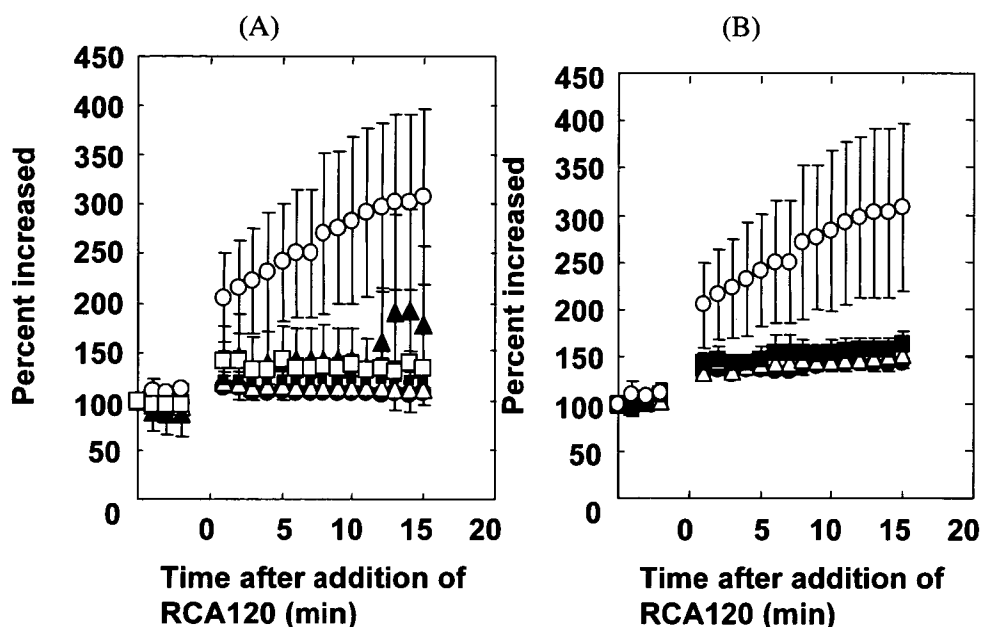 (A)
450
400
350
300
250
200
150
100
50
0
Percent increased
0 5 10 15 20
Time after addition of
RCA120 (min)
(B)
450
400
350
300
250
200
150
100
50
0
Percent increased
0 5 10 15 20
Time after addition of
RCA120 (min)